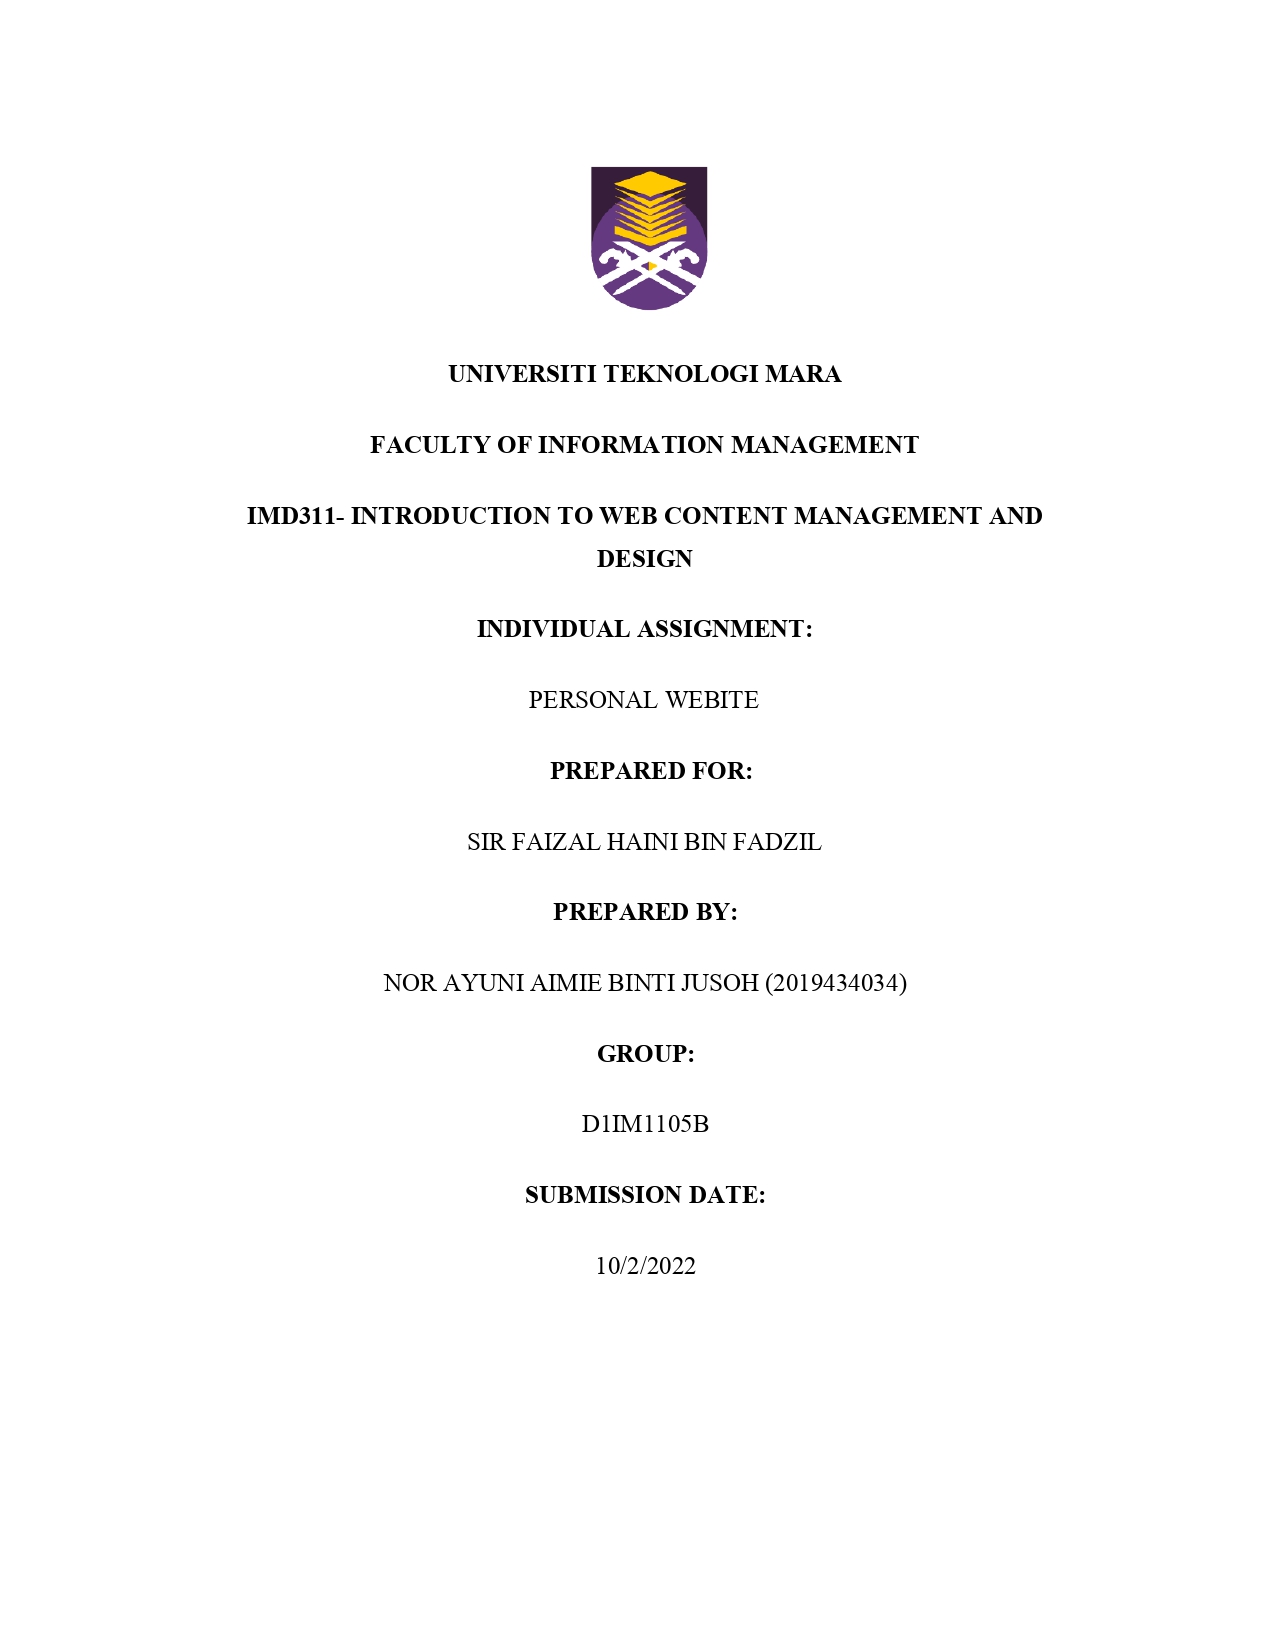 UNIVERSITI TEKNOLOGI MARA
FACULTY OF INFORMATION MANAGEMENT
IMD311- INTRODUCTION TO WEB CONTENT MANAGEMENT AND
DESIGN
INDIVIDUAL ASSIGNMENT:
PERSONAL WEBITE
PREPARED FOR:
SIR FAIZAL HAINI BIN FADZIL
PREPARED BY:
NOR AYUNI AIMIE BINTI JUSOH (2019434034)
GROUP:
D1IM1105B
SUBMISSION DATE:
10/2/2022